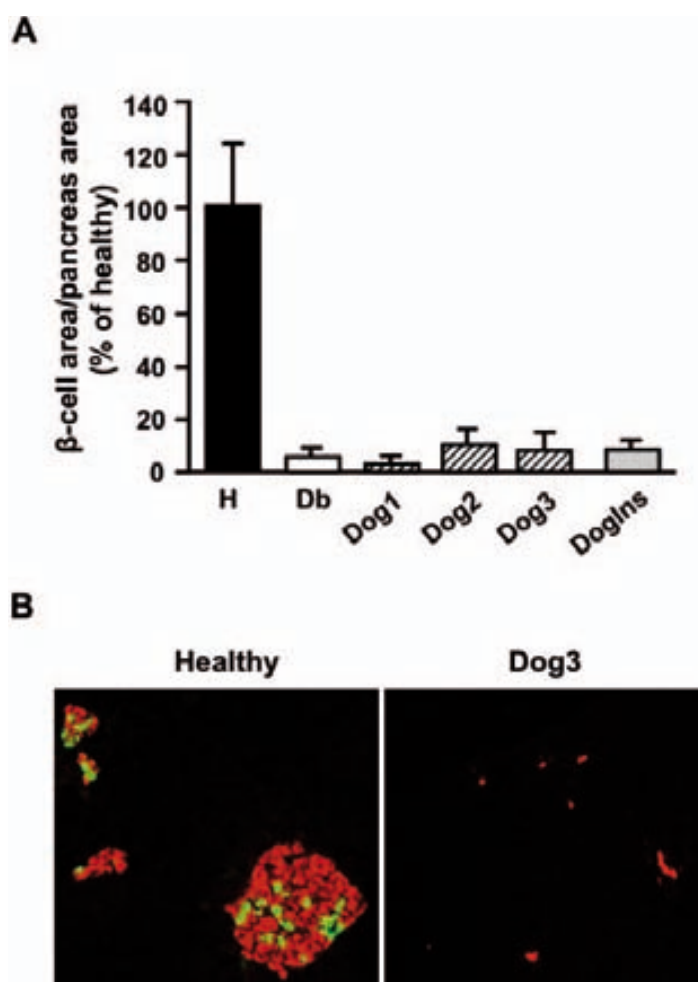 A
β-cell area/pancreas area
(% of healthy)
140
120
100
80
60
40
20
0
H
Db
Dog1
Dog2
Dog3
DogIns
B
Healthy
Dog3